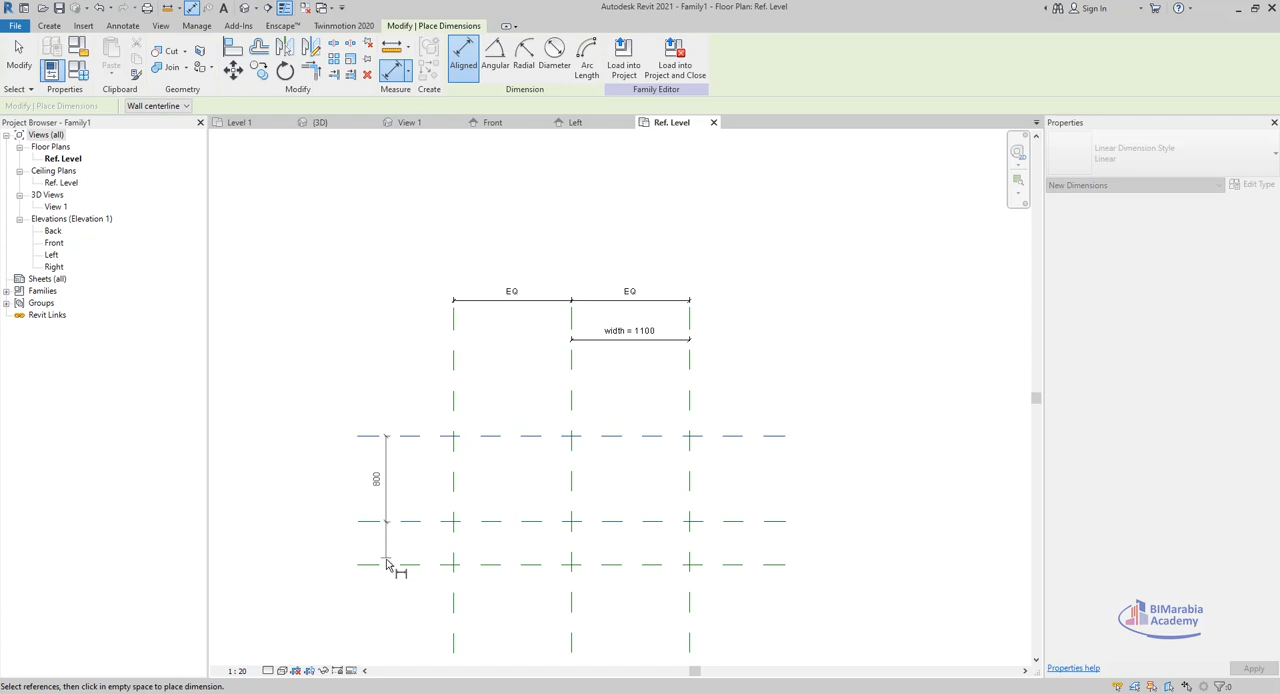 Autodesk Revit 2021 - Family1 - Floor Plan: Ref. Level
Sign In
File Create Insert Annotate View Manage Add-Ins Enscape™ Twinmotion 2020 Modify | Place Dimensions
Modify
Paste
Cut
Join
Aligned Angular Radial Diameter Arc Length
Load into Project
Load into Project and Close
Select Properties Clipboard Geometry Modify Measure Create Dimension Family Editor
Modify | Place Dimensions Wall centerline
Project Browser - Family1
Level 1 {3D} View 1 Front Left Ref. Level
Properties
Views (all)
Floor Plans
Ref. Level
Ceiling Plans
Ref. Level
3D Views
View 1
Elevations (Elevation 1)
Back
Front
Left
Right
Sheets (all)
Families
Groups
Revit Links
Linear Dimension Style
Linear
New Dimensions Edit Type
EQ EQ
width = 1100
800
BIMarabia
Academy
1 : 20
Properties help Apply
Select references, then click in empty space to place dimension.
:0